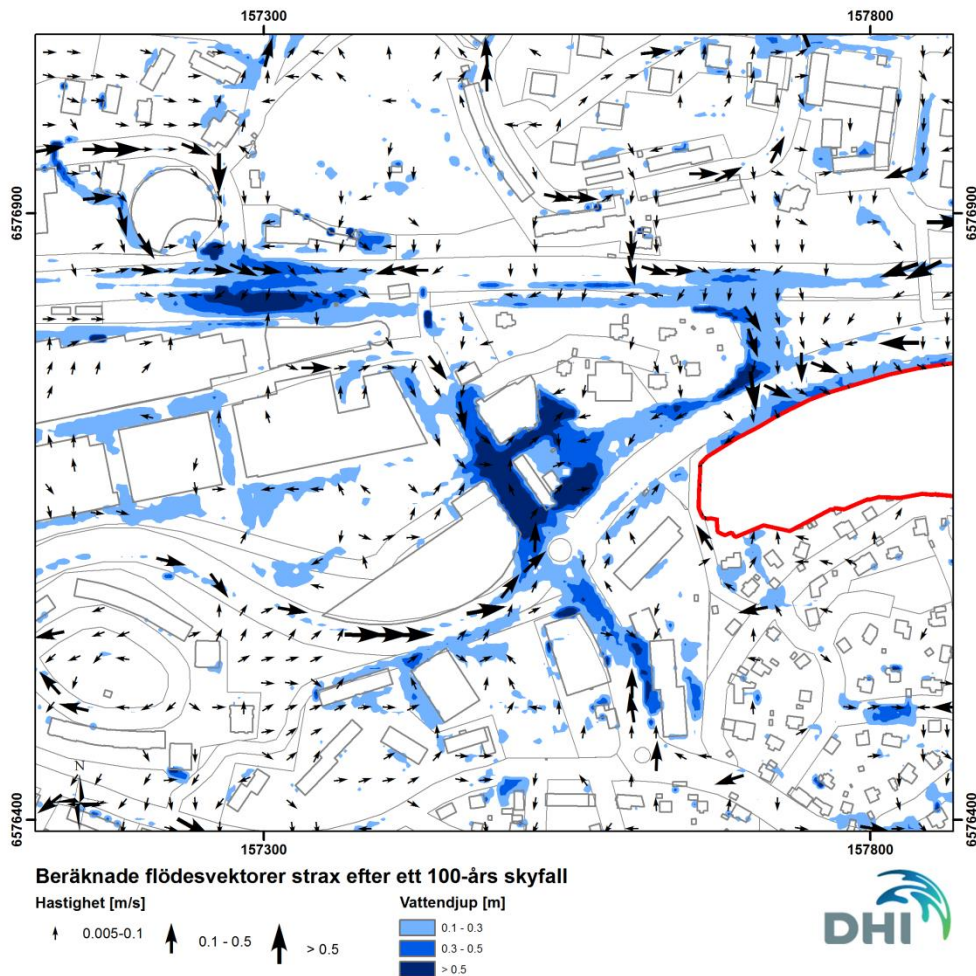 157300
157800
6576900
6576900
6576400
6576400
N
157300
157800
Beräknade flödesvektorer strax efter ett 100-års skyfall
Hastighet [m/s]
0.005-0.1
0.1 - 0.5
> 0.5
Vattendjup [m]
0.1 - 0.3
0.3 - 0.5
> 0.5
DHI